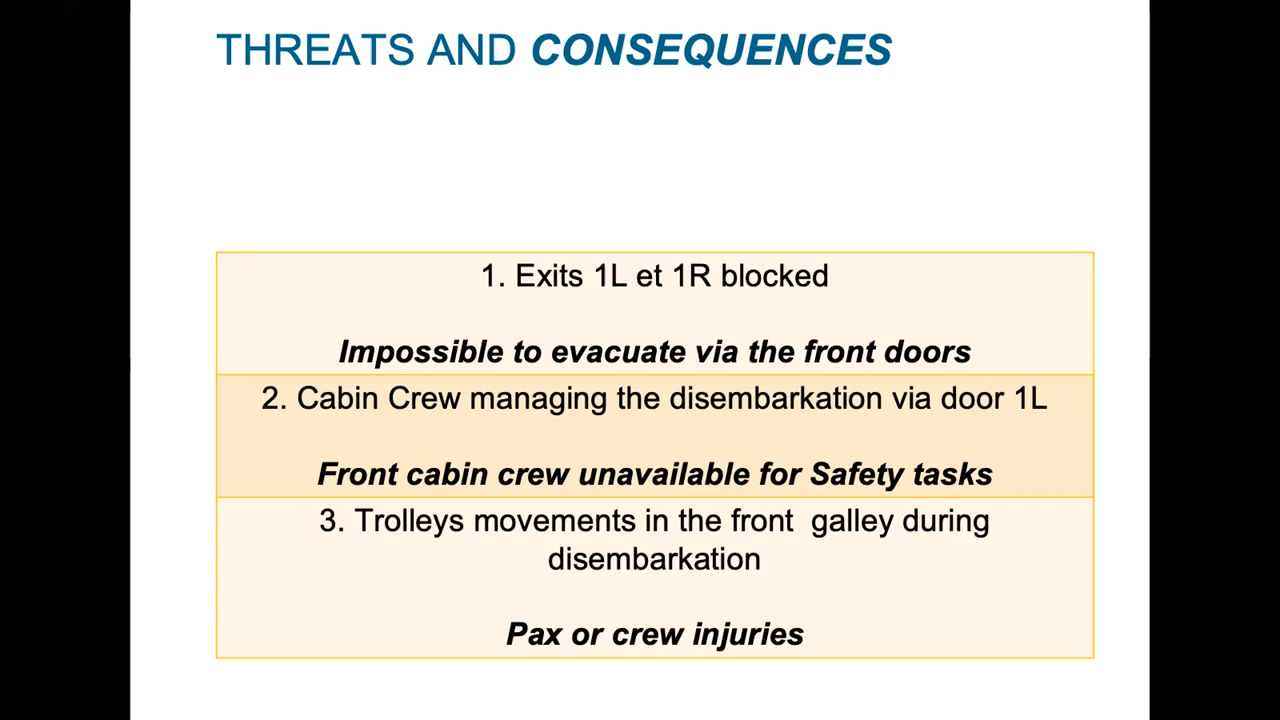 THREATS AND CONSEQUENCES
1. Exits 1L et 1R blocked
Impossible to evacuate via the front doors
2. Cabin Crew managing the disembarkation via door 1L
Front cabin crew unavailable for Safety tasks
3. Trolleys movements in the front  galley during
disembarkation
Pax or crew injuries